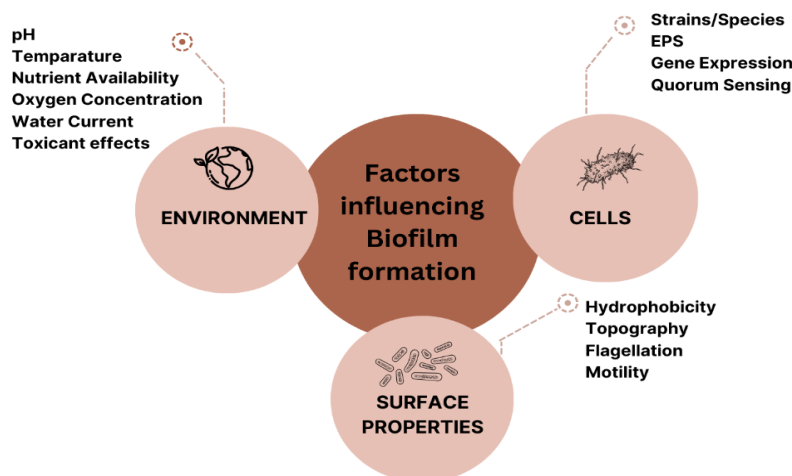 pH
Temparature
Nutrient Availability
Oxygen Concentration
Water Current
Toxicant effects
ENVIRONMENT
Factors
influencing
Biofilm
formation
Strains/Species
EPS
Gene Expression
Quorum Sensing
CELLS
Hydrophobicity
Topography
Flagellation
Motility
SURFACE
PROPERTIES